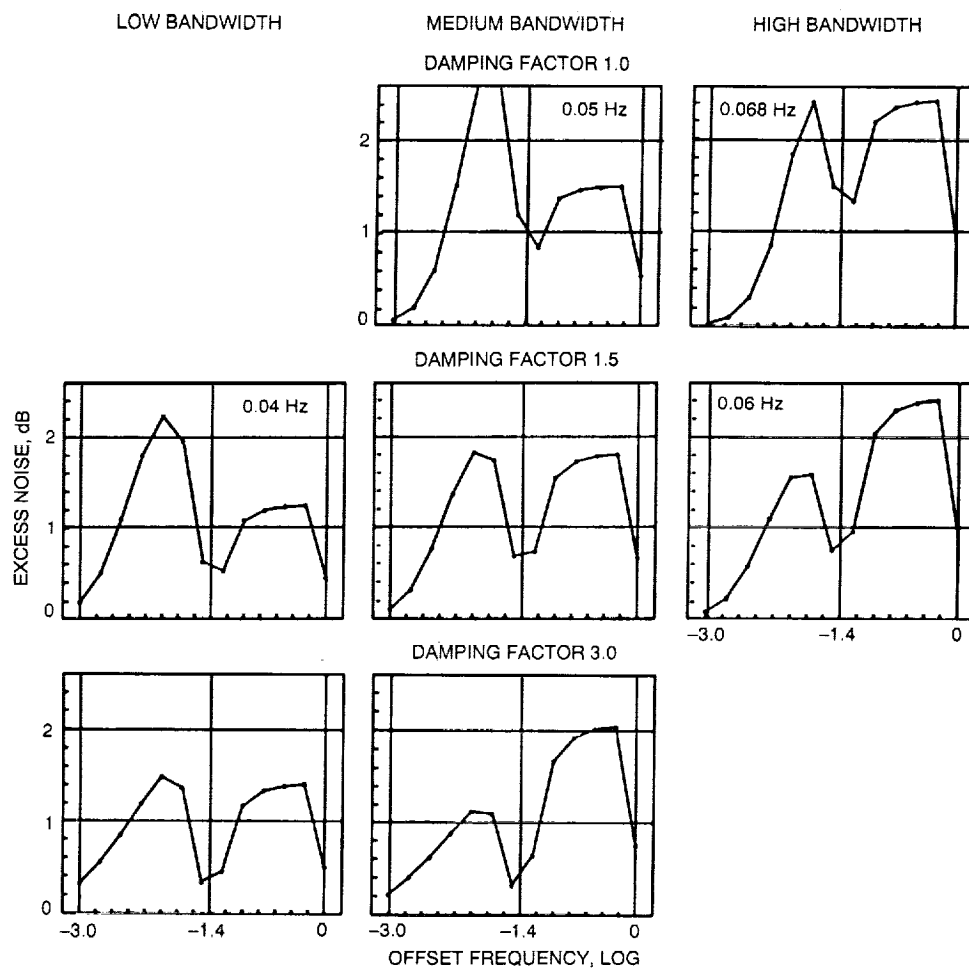 LOW BANDWIDTH
MEDIUM BANDWIDTH
HIGH BANDWIDTH
DAMPING FACTOR 1.0
0.05 Hz
0.068 Hz
2
1
0
DAMPING FACTOR 1.5
0.04 Hz
0.06 Hz
EXCESS NOISE, dB
2
1
0
−3.0
−1.4
0
DAMPING FACTOR 3.0
2
1
0
−3.0
−1.4
0
−3.0
−1.4
0
OFFSET FREQUENCY, LOG